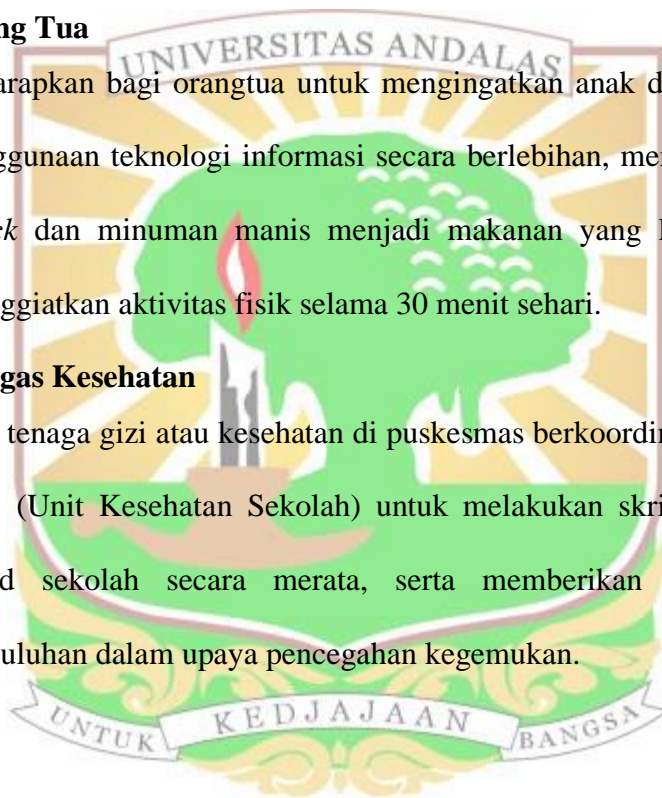 ng Tua
UNIVERSITAS ANDALAS
arapkan bagi orangtua untuk mengingatkan anak d
ggunaan teknologi informasi secara berlebihan, me
ck dan minuman manis menjadi makanan yang
ggiatkan aktivitas fisik selama 30 menit sehari.
gas Kesehatan
tenaga gizi atau kesehatan di puskesmas berkoordin
(Unit Kesehatan Sekolah) untuk melakukan skri
d sekolah secara merata, serta memberikan
uluhan dalam upaya pencegahan kegemukan.
UNTUK KEDJAJAAN BANGSA